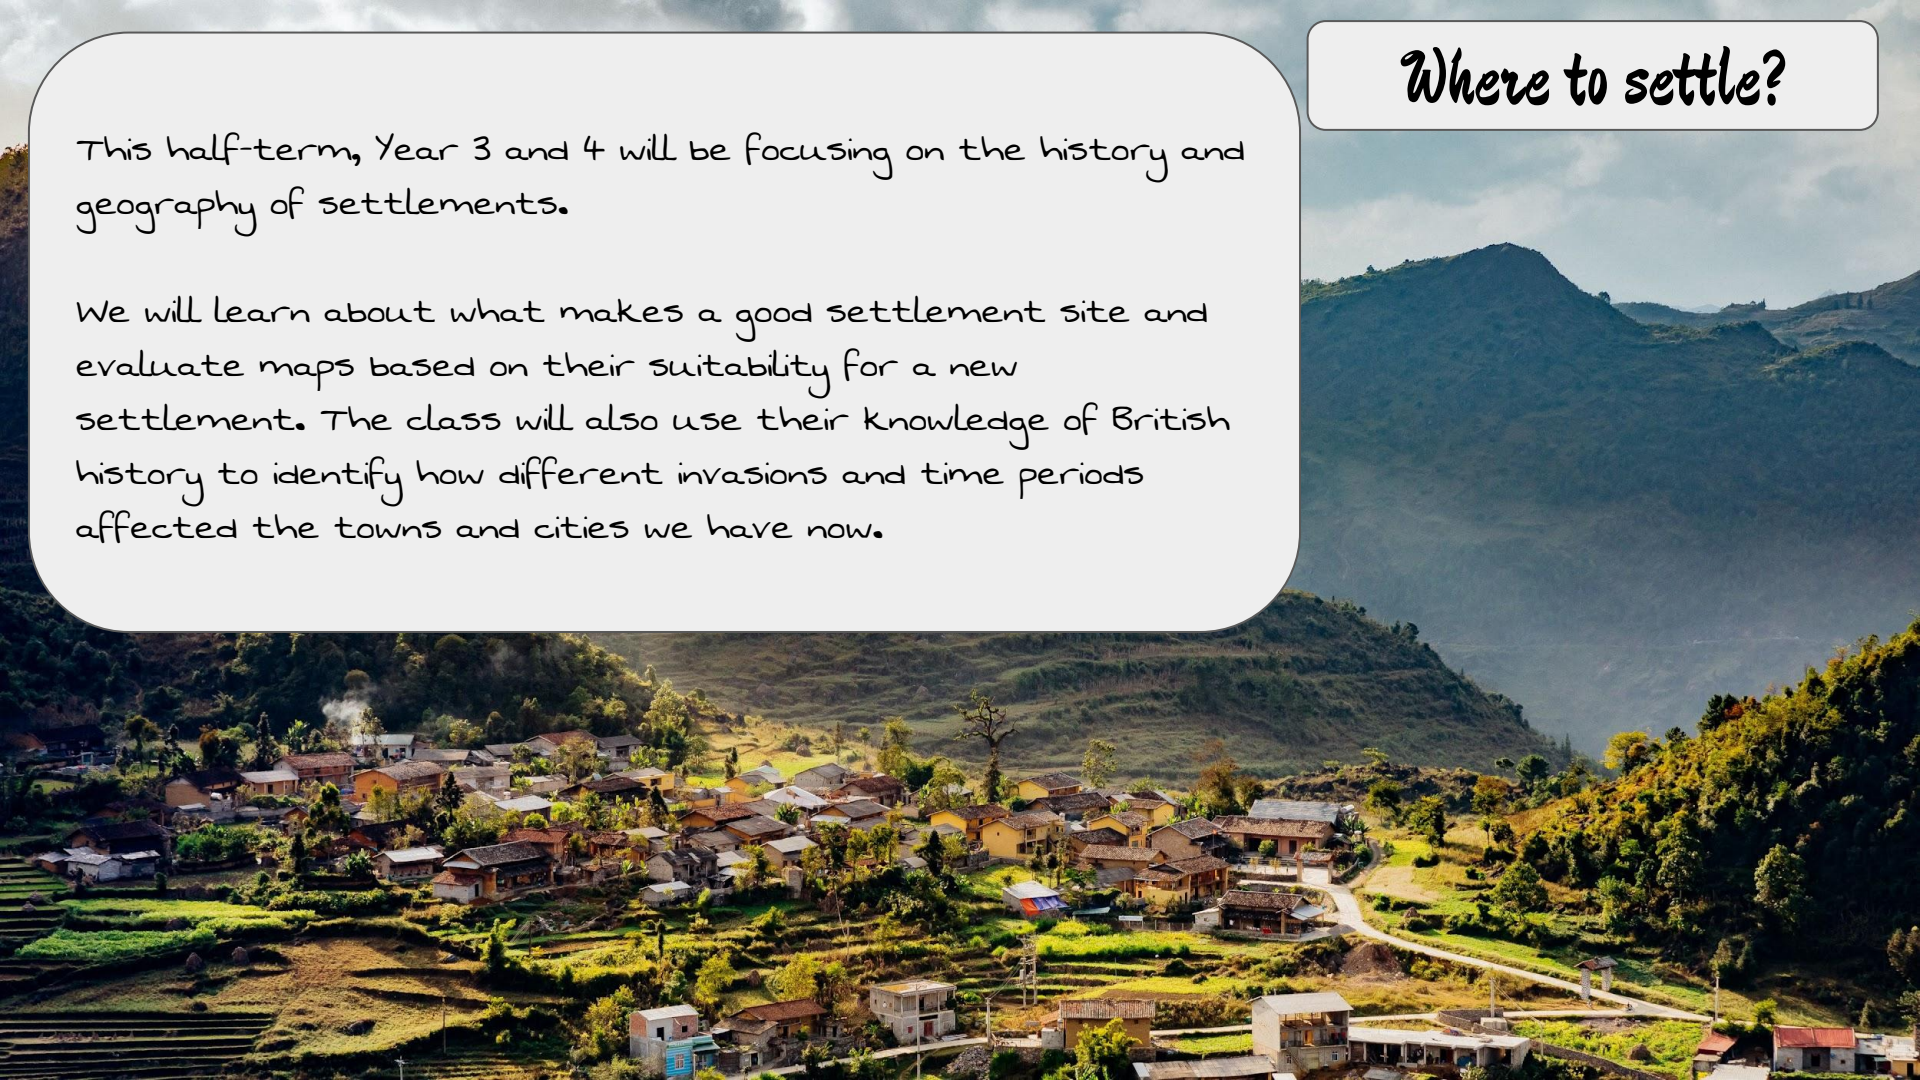 Where to settle?
This half-term, Year 3 and 4 will be focusing on the history and
geography of settlements.
We will learn about what makes a good settlement site and
evaluate maps based on their suitability for a new
settlement. The class will also use their knowledge of British
history to identify how different invasions and time periods
affected the towns and cities we have now.